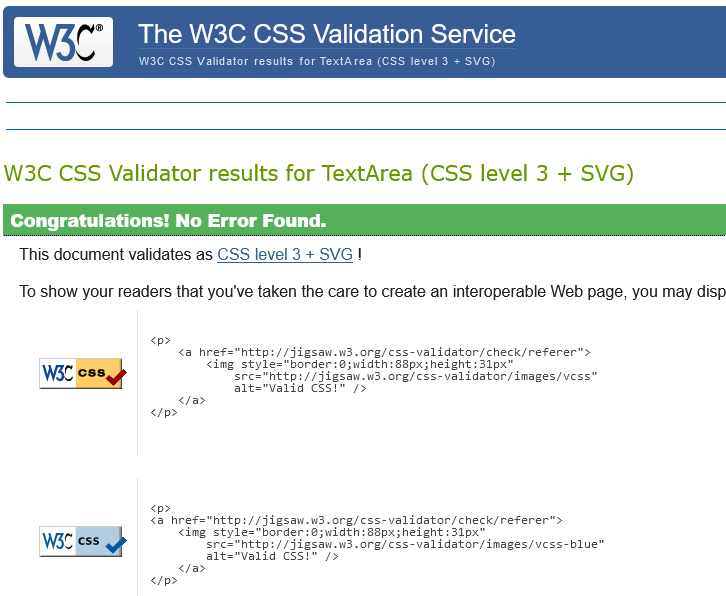 W3C®
The W3C CSS Validation Service
W3C CSS Validator results for TextArea (CSS level 3 + SVG)
W3C CSS Validator results for TextArea (CSS level 3 + SVG)
Congratulations! No Error Found.
This document validates as CSS level 3 + SVG !
To show your readers that you've taken the care to create an interoperable Web page, you may disp
W3C css
<p>
    <a href="http://jigsaw.w3.org/css-validator/check/referer">
        <img style="border:0;width:88px;height:31px"
            src="http://jigsaw.w3.org/css-validator/images/vcss"
            alt="Valid CSS!" />
    </a>
</p>
W3C css
<p>
<a href="http://jigsaw.w3.org/css-validator/check/referer">
    <img style="border:0;width:88px;height:31px"
        src="http://jigsaw.w3.org/css-validator/images/vcss-blue"
        alt="Valid CSS!" />
    </a>
</p>